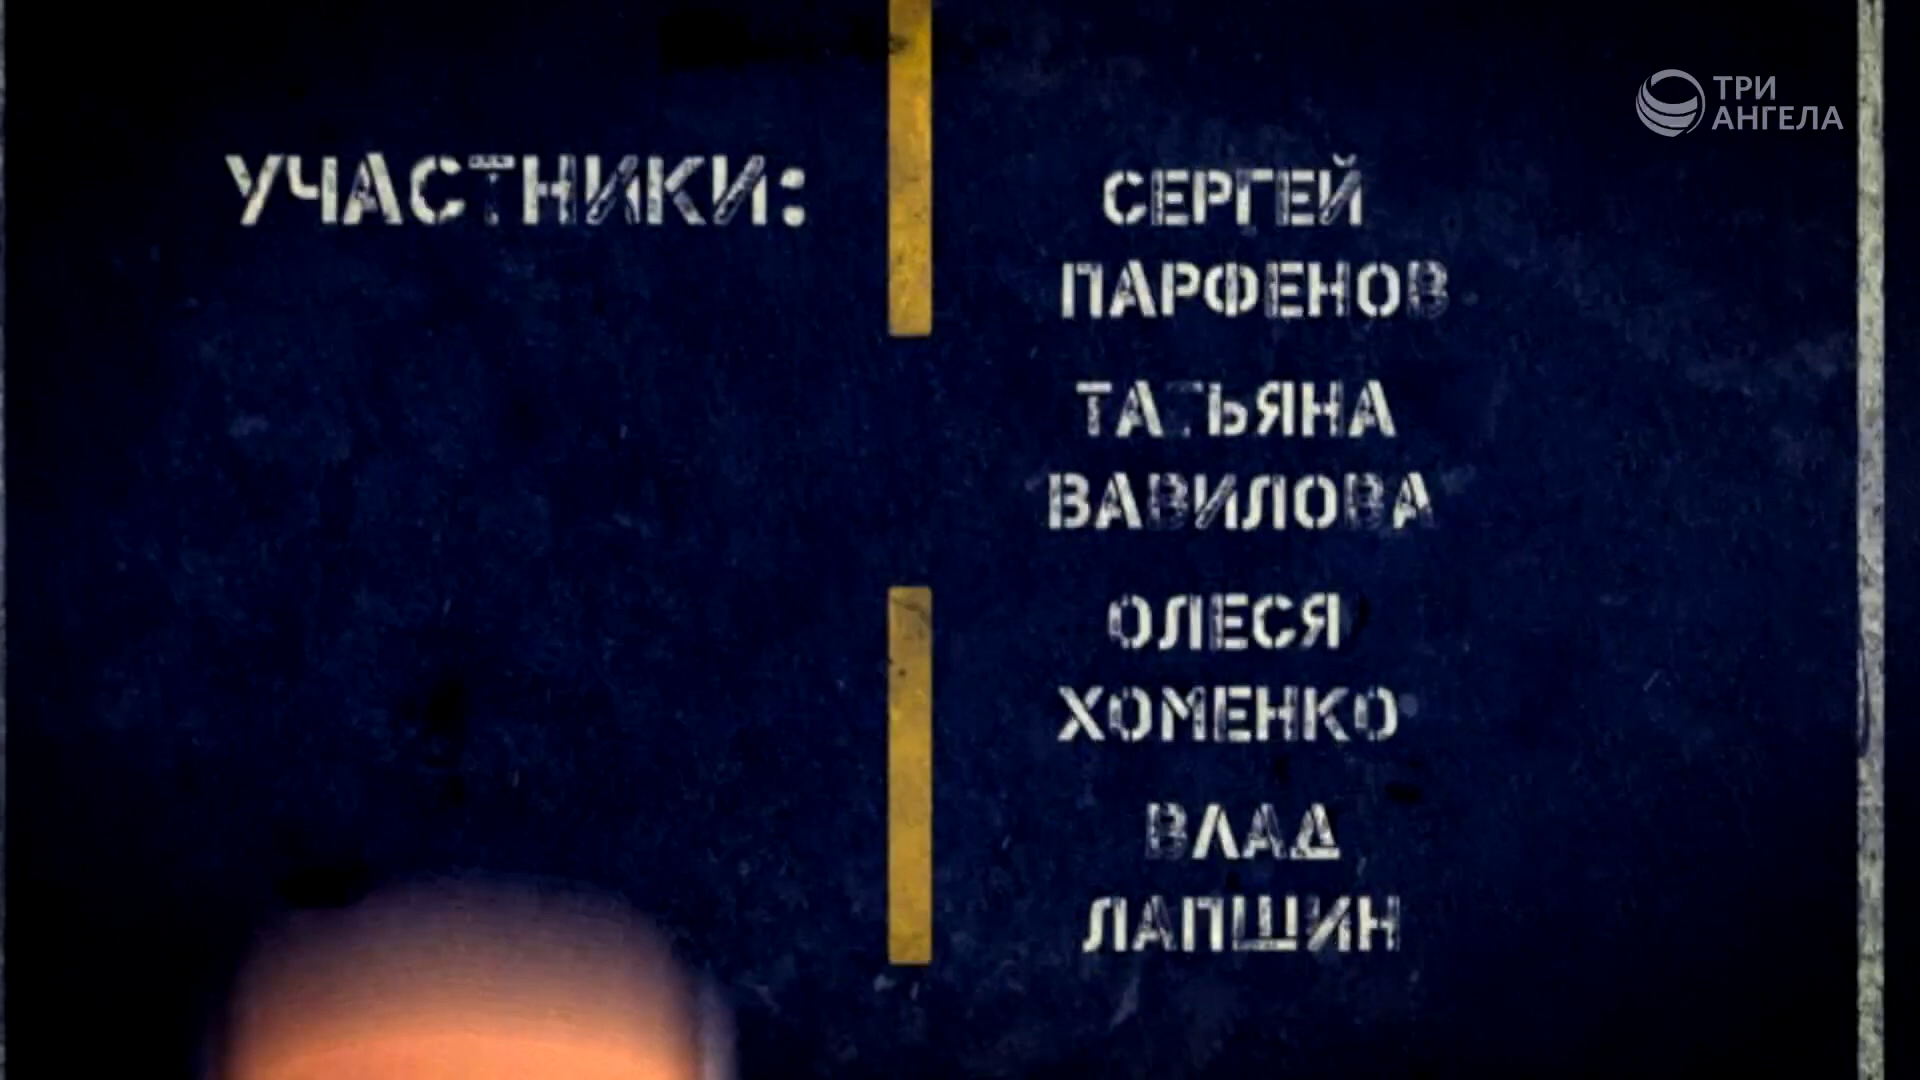 ТРИ
АНГЕЛА
УЧАСТНИКИ:
СЕРГЕЙ
ПАРФЕНОВ
ТАТЬЯНА
ВАВИЛОВА
ОЛЕСЯ
ХОМЕНКО
ВЛАД
ЛАПШИН